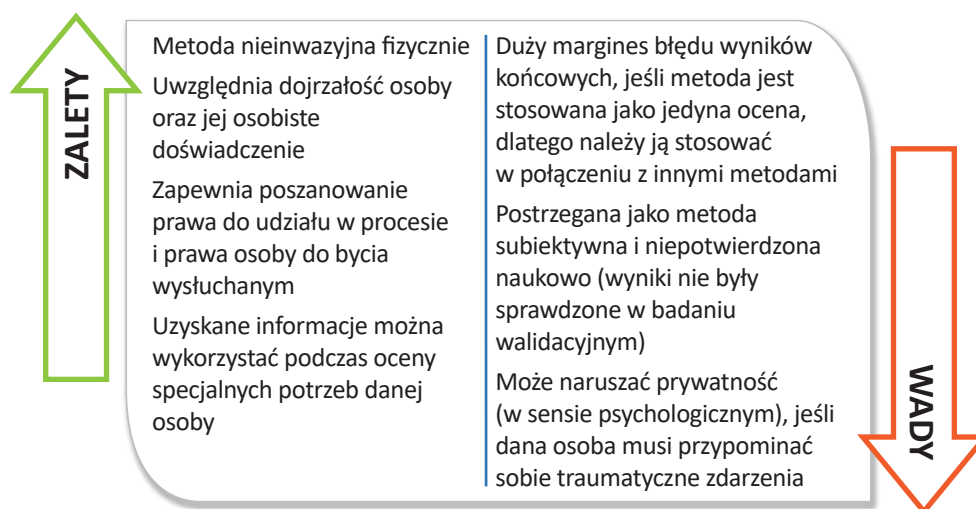 ZALETY
Metoda nieinwazyjna fizycznie
Uwzględnia dojrzałość osoby
oraz jej osobiste
doświadczenie
Zapewnia poszanowanie
prawa do udziału w procesie
i prawa osoby do bycia
wysłuchanym
Uzyskane informacje można
wykorzystać podczas oceny
specjalnych potrzeb danej
osoby
Duży margines błędu wyników
końcowych, jeśli metoda jest
stosowana jako jedyna ocena,
dlatego należy ją stosować
w połączeniu z innymi metodami
Postrzegana jako metoda
subiektywna i niepotwierdzona
naukowo (wyniki nie były
sprawdzone w badaniu
walidacyjnym)
Może naruszać prywatność
(w sensie psychologicznym), jeśli
dana osoba musi przypominać
sobie traumatyczne zdarzenia
WADY